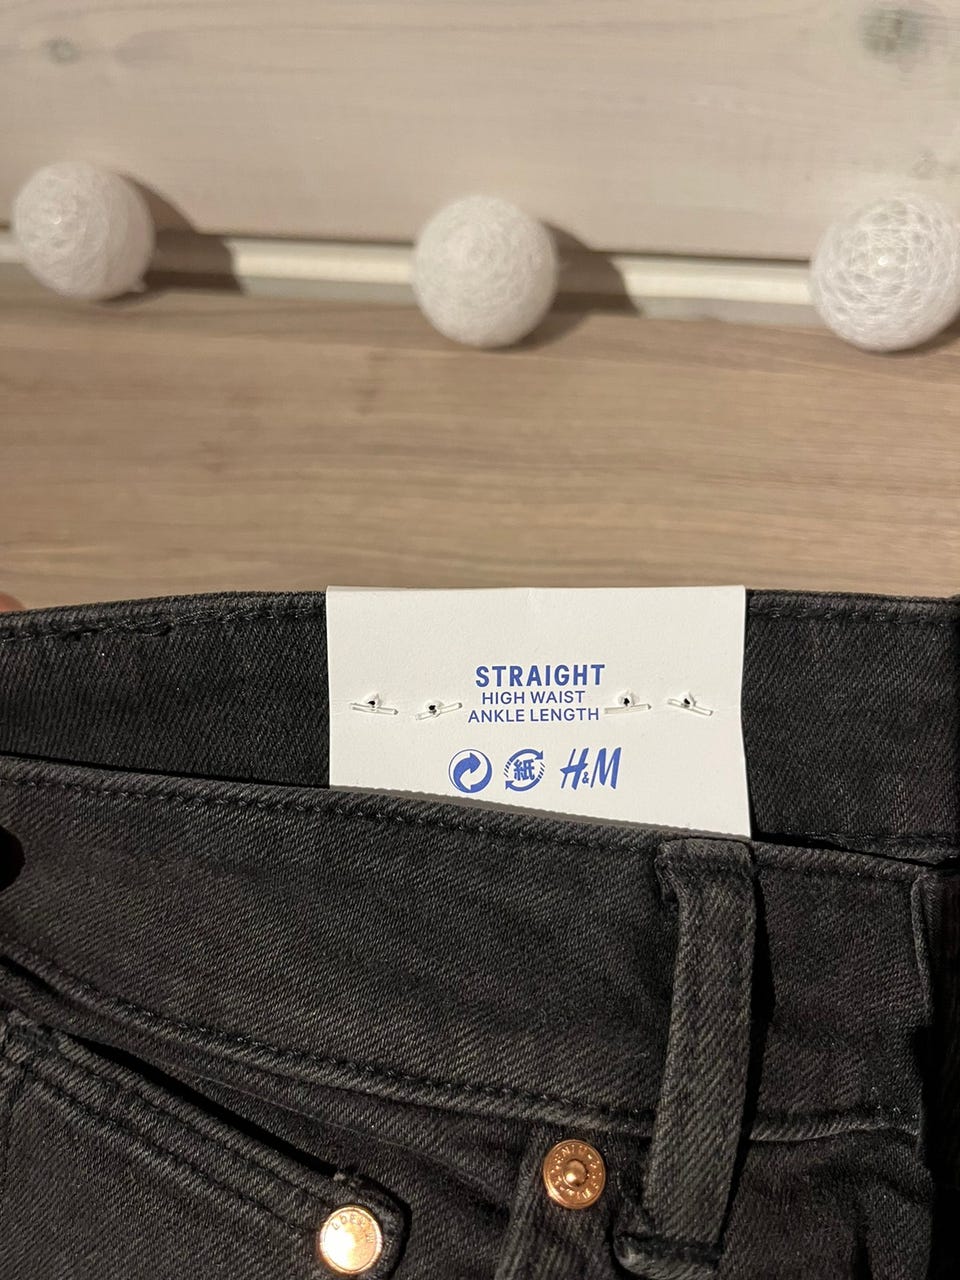 STRAIGHT
HIGH WAIST
ANKLE LENGTH
紙 H&M